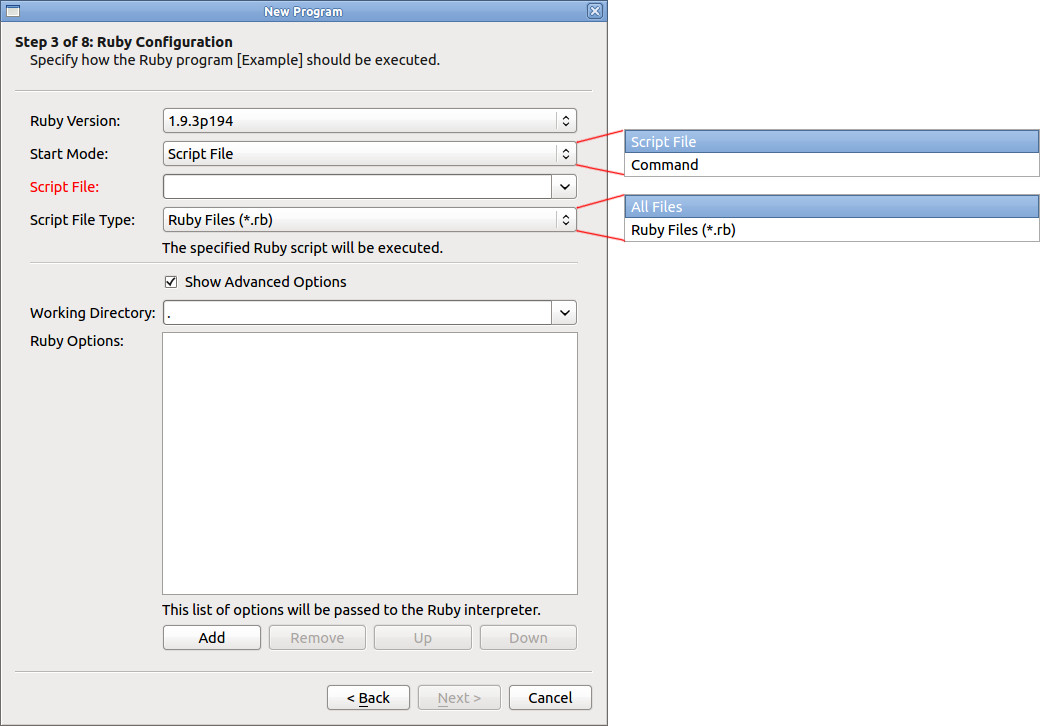 New Program
Step 3 of 8: Ruby Configuration
Specify how the Ruby program [Example] should be executed.
Ruby Version: 1.9.3p194
Start Mode: Script File
Script File
Command
Script File:
Script File Type: Ruby Files (*.rb)
All Files
Ruby Files (*.rb)
The specified Ruby script will be executed.
Show Advanced Options
Working Directory: .
Ruby Options:
This list of options will be passed to the Ruby interpreter.
Add Remove Up Down
< Back Next > Cancel